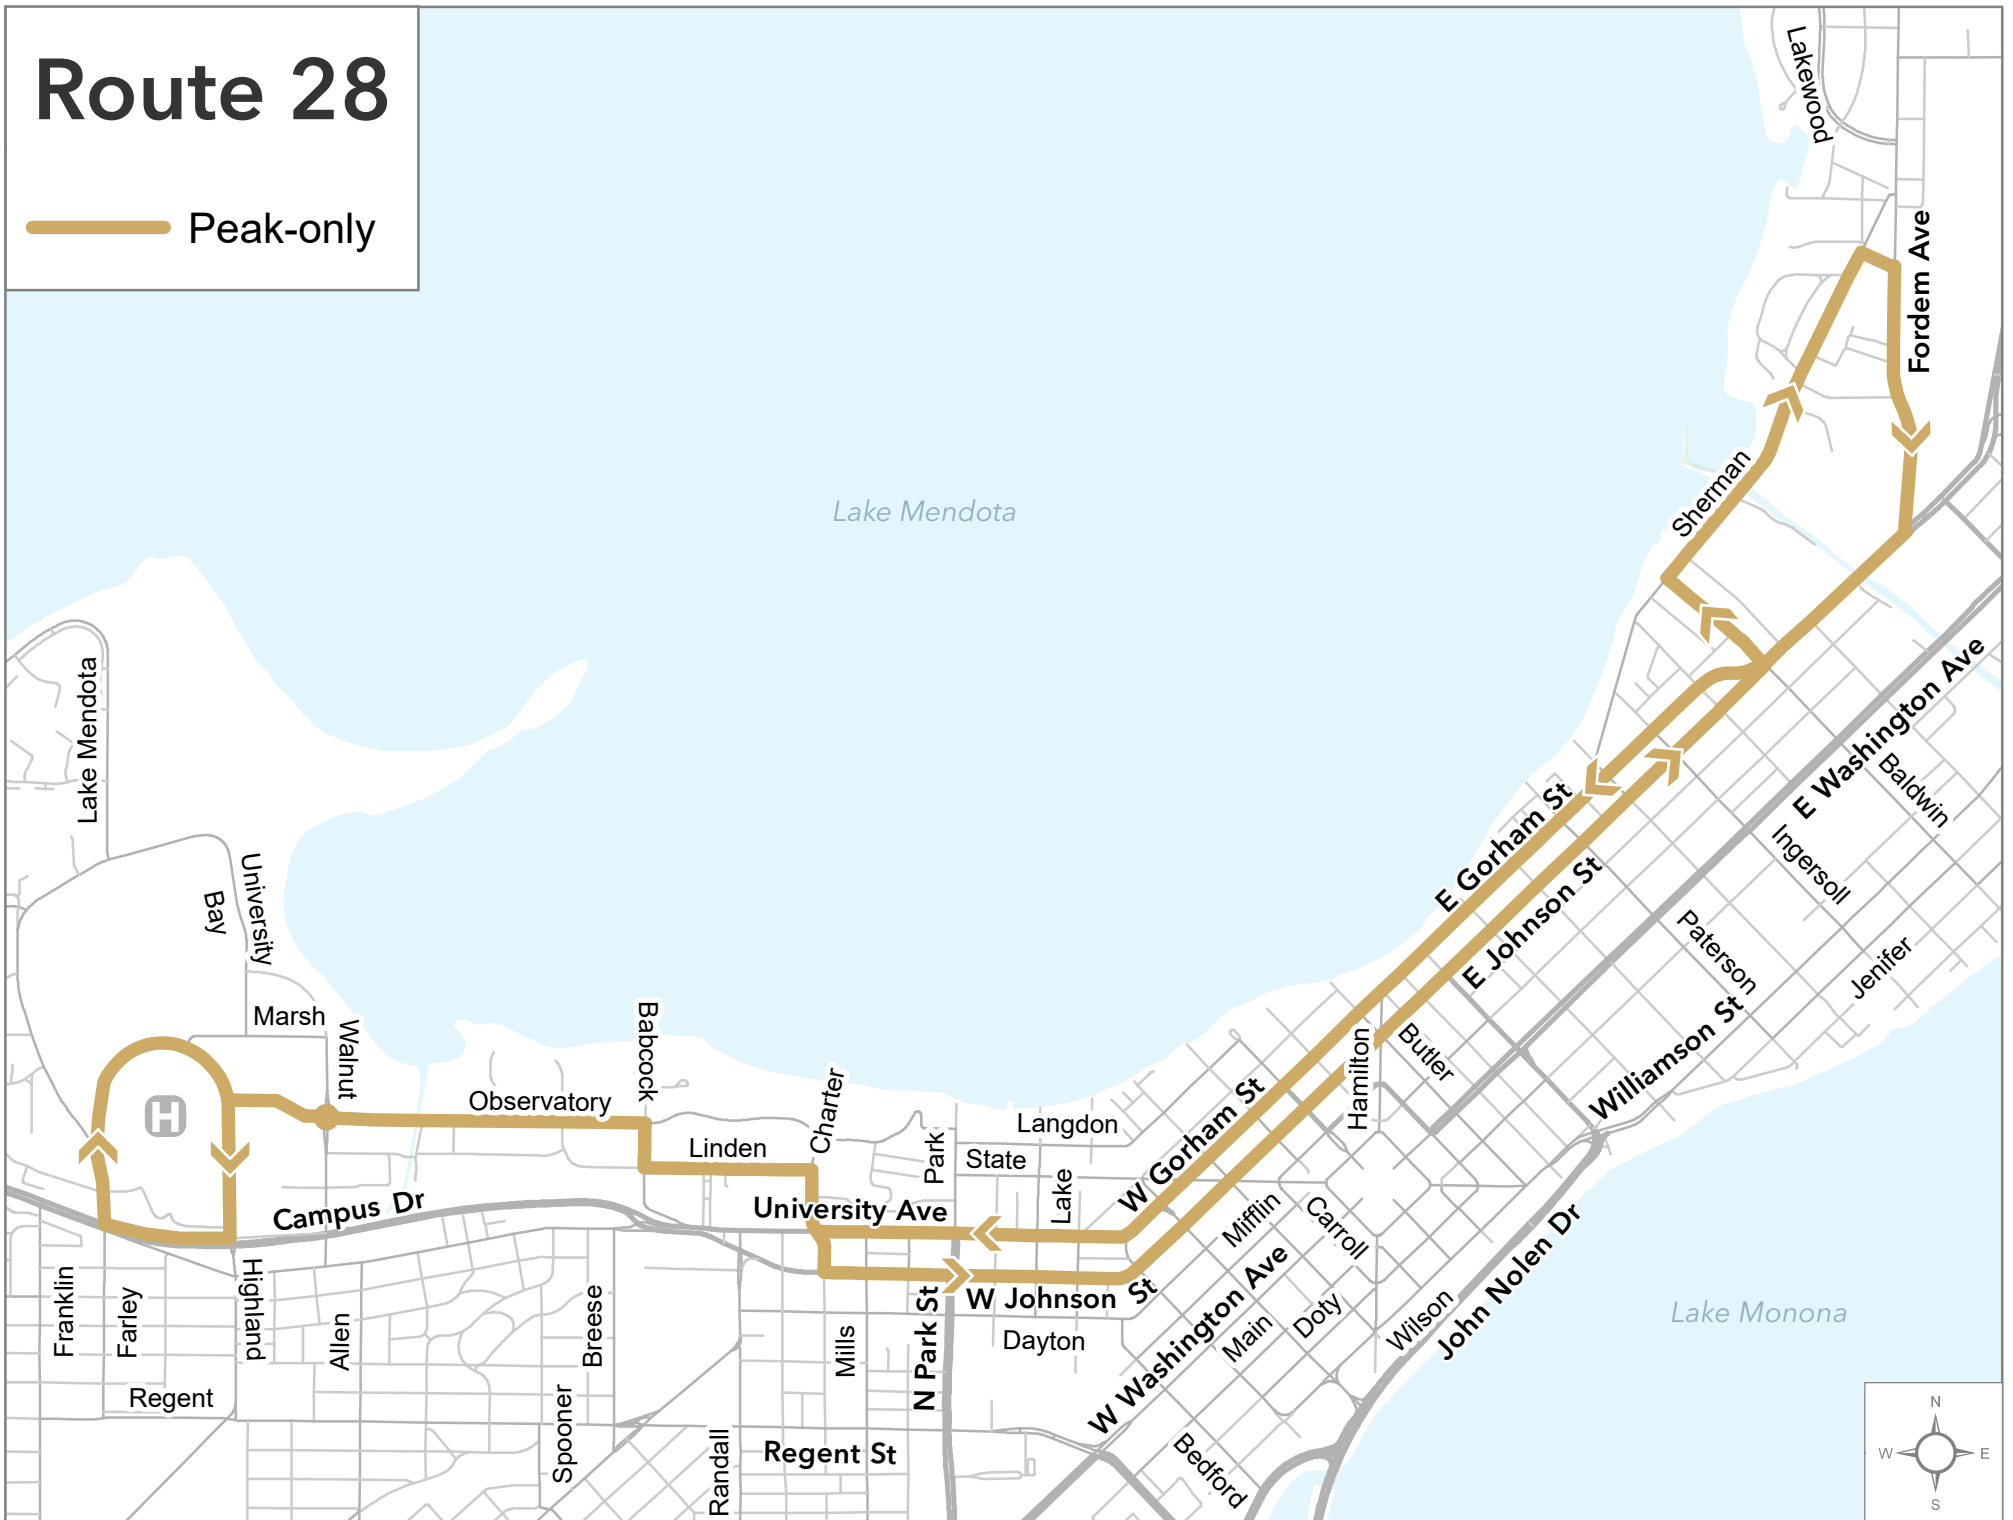 Route 28
Peak-only
Lakewood
Fordem Ave
Sherman
Lake Mendota
Lake Mendota
E Washington Ave
Baldwin
Ingersoll
E Gorham St
E Johnson St
Paterson
Jenifer
Williamson St
University
Bay
Marsh
Walnut
Babcock
Observatory
Charter
Linden
Langdon
Park
State
Lake
Hamilton
Butler
W Gorham St
H
Campus Dr
University Ave
Mifflin
Carroll
W Johnson St
John Nolen Dr
Lake Monona
Franklin
Farley
Highland
Allen
Breese
Mills
N Park St
Dayton
W Washington Ave
Main
Doty
Wilson
Regent
Spooner
Randall
Regent St
Bedford
N
W
E
S